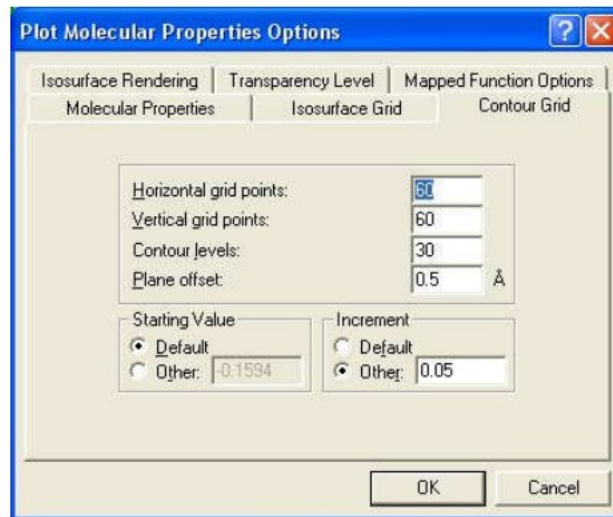 Plot Molecular Properties Options
Isosurface Rendering Transparency Level Mapped Function Options
Molecular Properties Isosurface Grid Contour Grid
Horizontal grid points: 60
Vertical grid points: 60
Contour levels: 30
Plane offset: 0.5 Å
Starting Value Increment
Default Default
Other: -0.1594 Other: 0.05
OK Cancel